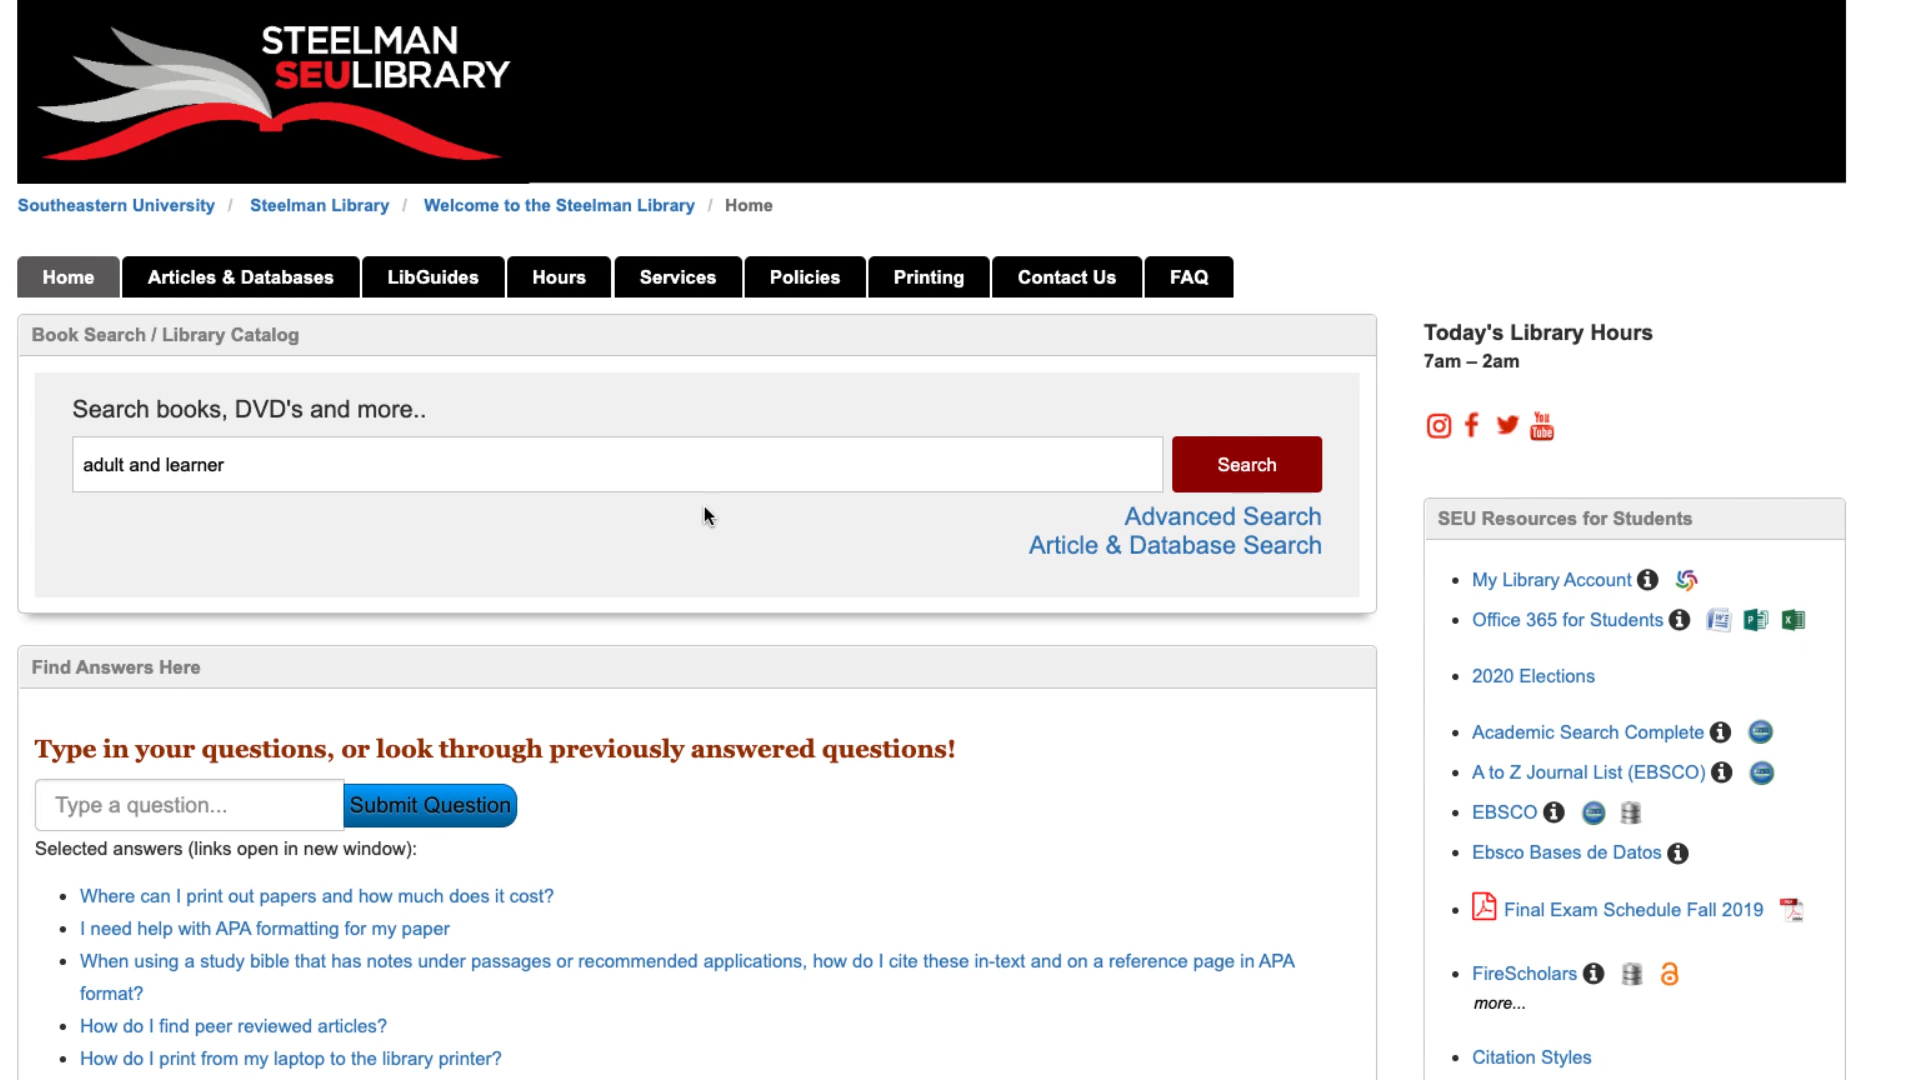 STEELMAN
SEULIBRARY
Southeastern University / Steelman Library / Welcome to the Steelman Library / Home
Home Articles & Databases LibGuides Hours Services Policies Printing Contact Us FAQ
Book Search / Library Catalog
Search books, DVD's and more..
adult and learner
Search
Advanced Search
Article & Database Search
Find Answers Here
Type in your questions, or look through previously answered questions!
Type a question...
Submit Question
Selected answers (links open in new window):
Where can I print out papers and how much does it cost?
I need help with APA formatting for my paper
When using a study bible that has notes under passages or recommended applications, how do I cite these in-text and on a reference page in APA
format?
How do I find peer reviewed articles?
How do I print from my laptop to the library printer?
Today's Library Hours
7am – 2am
You
Tube
SEU Resources for Students
My Library Account
Office 365 for Students
2020 Elections
Academic Search Complete
A to Z Journal List (EBSCO)
EBSCO
Ebsco Bases de Datos
Final Exam Schedule Fall 2019
FireScholars
more...
Citation Styles